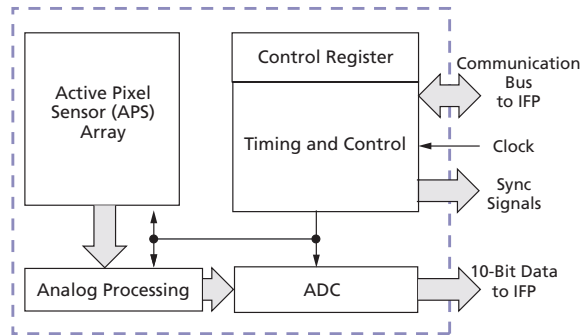 Active Pixel
Sensor (APS)
Array
Control Register
Timing and Control
Communication
Bus
to IFP
Clock
Sync
Signals
Analog Processing
ADC
10-Bit Data
to IFP